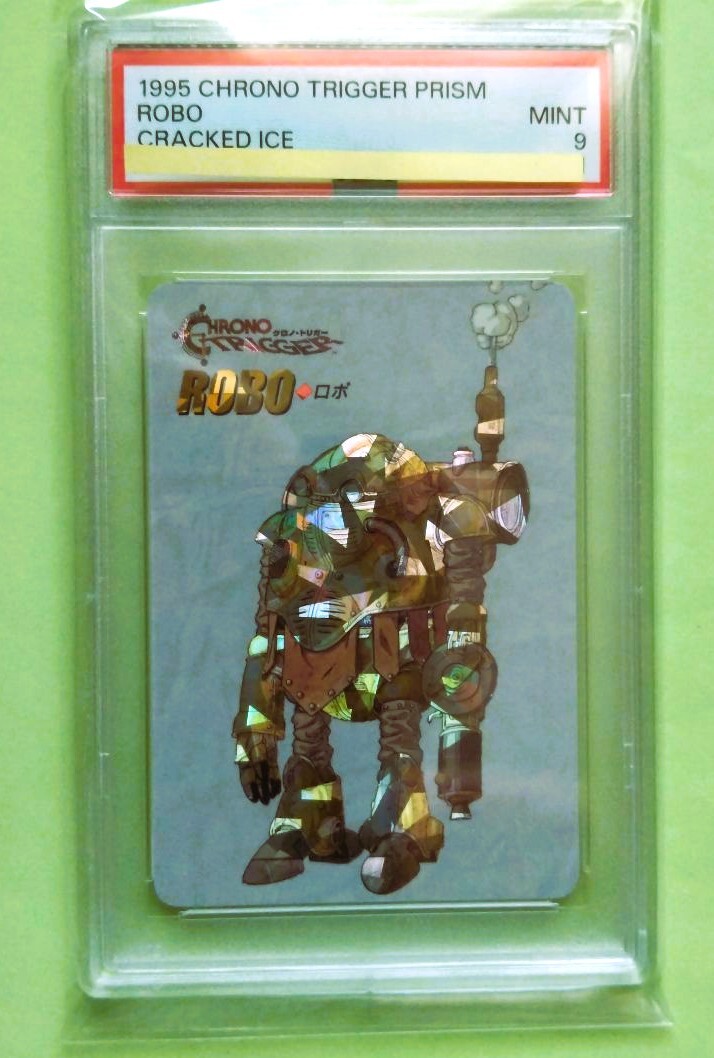 1995 CHRONO TRIGGER PRISM
ROBO MINT
CRACKED ICE 9
CHRONO
クロノ・トリガー
TRIGGER
ROBO ◆ロボ